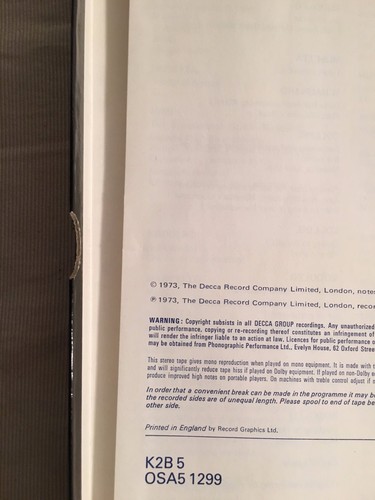 © 1973, The Decca Record Company Limited, London, notes
℗ 1973, The Decca Record Company Limited, London, recor
WARNING: Copyright subsists in all DECCA GROUP recordings. Any unauthorized
public performance, copying or re-recording thereof constitutes an infringement of
will render the infringer liable to an action at law. Licences for public performance o
may be obtained from Phonographic Performance Ltd., Evelyn House, 62 Oxford Stree
This stereo tape gives mono reproduction when played on mono equipment. It is made with t
and will significantly reduce tape hiss if played on Dolby equipment. If played on non-Dolby e
produce improved high notes on portable players. On machines with treble control adjust if n
In order that a convenient break can be made in the programme it may be
the recorded sides are of unequal length. Please spool to end of tape be
other side.
Printed in England by Record Graphics Ltd.
K2B 5
OSA5 1299